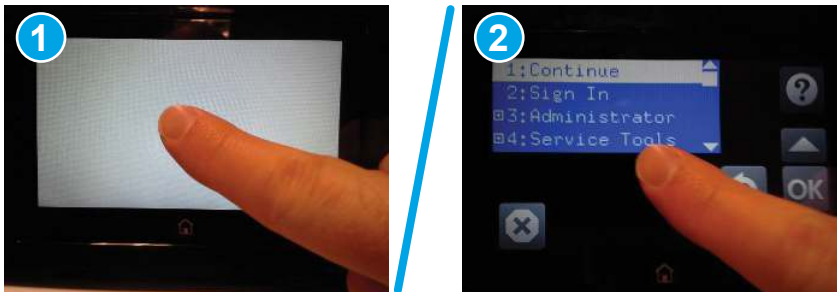 1
2
1:Continue
2:Sign In
3:Administrator
4:Service Tools
?
OK